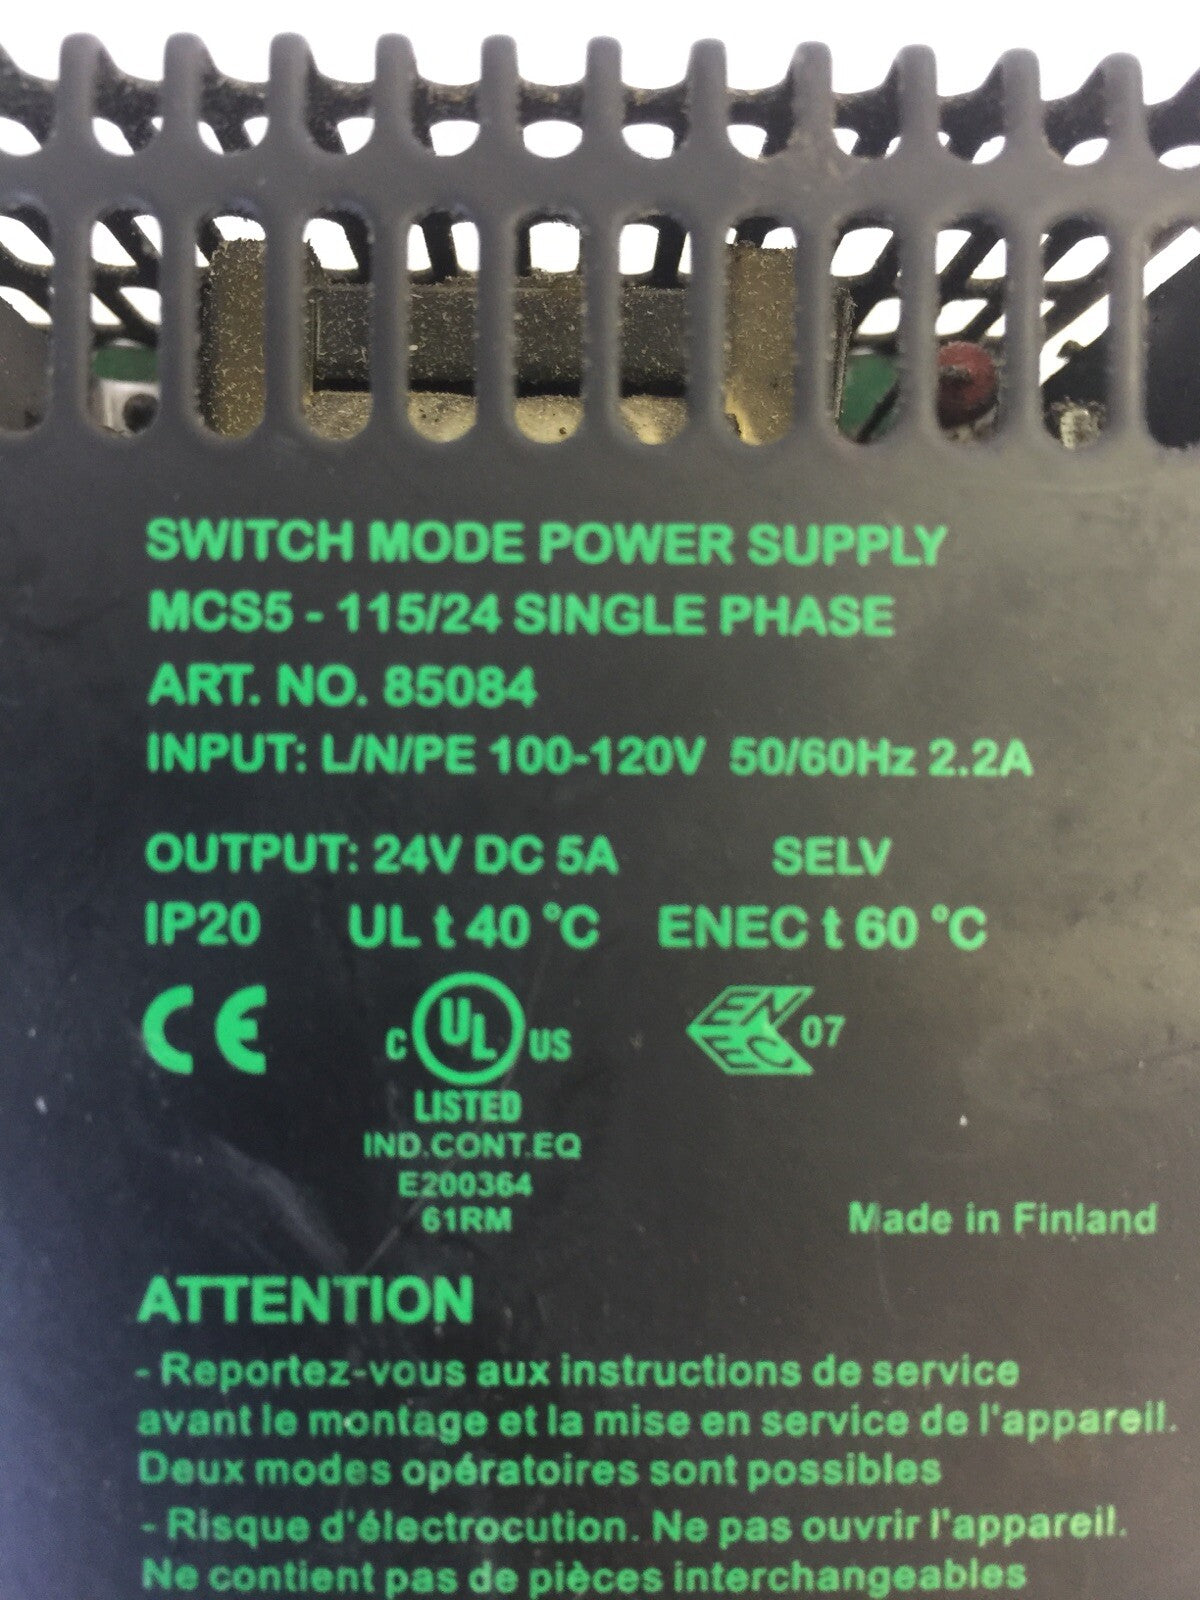 SWITCH MODE POWER SUPPLY
MCS5 - 115/24 SINGLE PHASE
ART. NO. 85084
INPUT: L/N/PE 100-120V 50/60Hz 2.2A
OUTPUT: 24V DC 5A SELV
IP20 UL t 40 °C ENEC t 60 °C
CE C UL US ENEC 07
LISTED
IND.CONT.EQ
E200364
61RM
Made in Finland
ATTENTION
- Reportez-vous aux instructions de service
avant le montage et la mise en service de l'appareil.
Deux modes opératoires sont possibles
- Risque d'électrocution. Ne pas ouvrir l'appareil.
Ne contient pas de pièces interchangeables